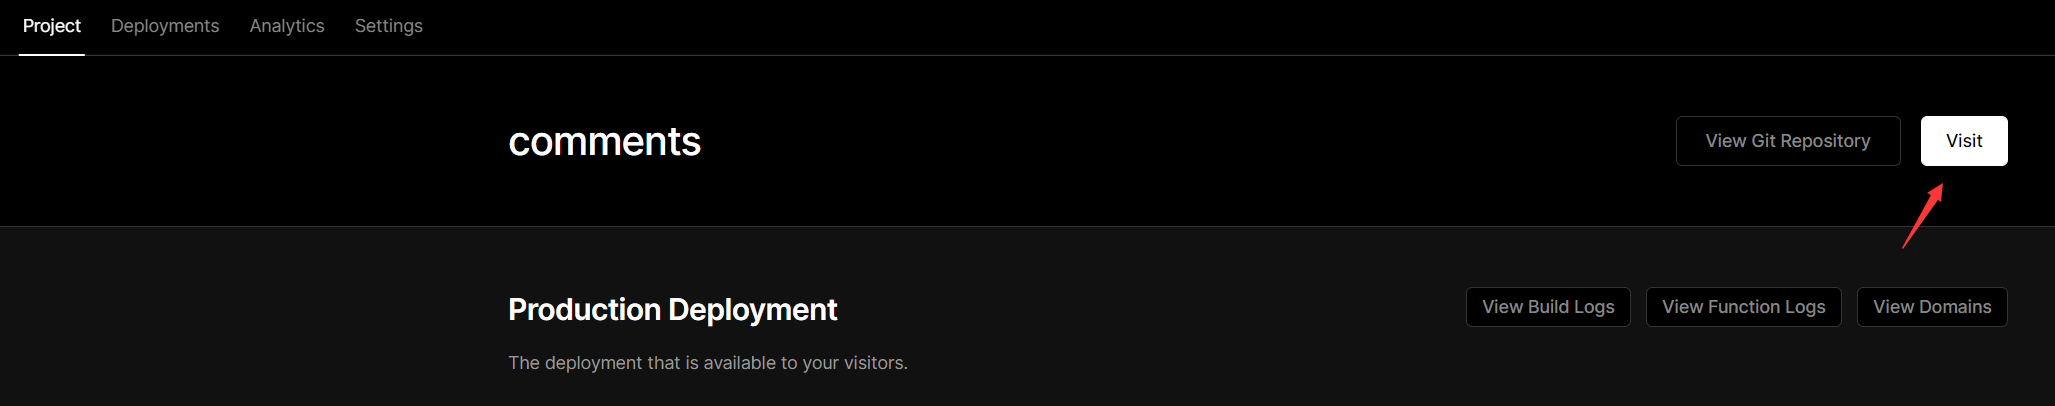 Project Deployments Analytics Settings
comments
View Git Repository Visit
Production Deployment
View Build Logs View Function Logs View Domains
The deployment that is available to your visitors.